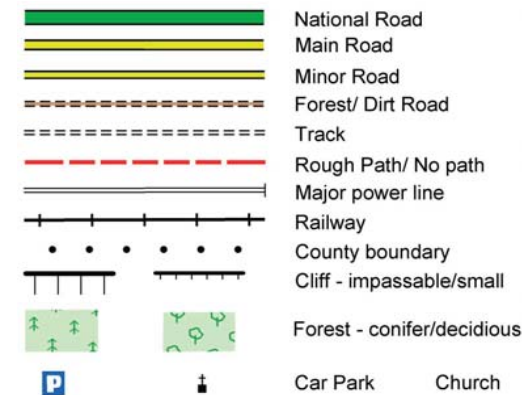 National Road
Main Road
Minor Road
Forest/ Dirt Road
Track
Rough Path/ No path
Major power line
Railway
County boundary
Cliff - impassable/small
Forest - conifer/decidious
P
Car Park Church